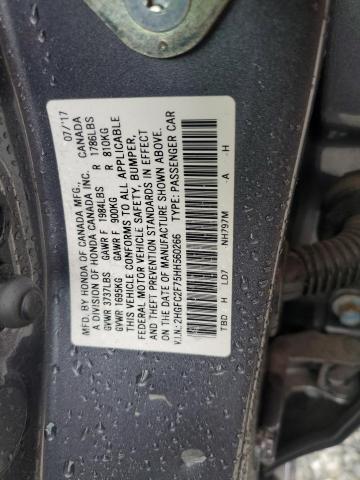 MFD. BY HONDA OF CANADA MFG., 07/'17
A DIVISION OF HONDA CANADA INC. CANADA
GVWR 3737LBS GAWR F 1984LBS R 1786LBS
GVWR 1695KG GAWR F 900KG R 810KG
THIS VEHICLE CONFORMS TO ALL APPLICABLE
FEDERAL MOTOR VEHICLE SAFETY, BUMPER,
AND THEFT PREVENTION STANDARDS IN EFFECT
ON THE DATE OF MANUFACTURE SHOWN ABOVE.
V.I.N.: 2HGFC2F75HH560266 TYPE: PASSENGER CAR
TBD H LD7 NH797M A H